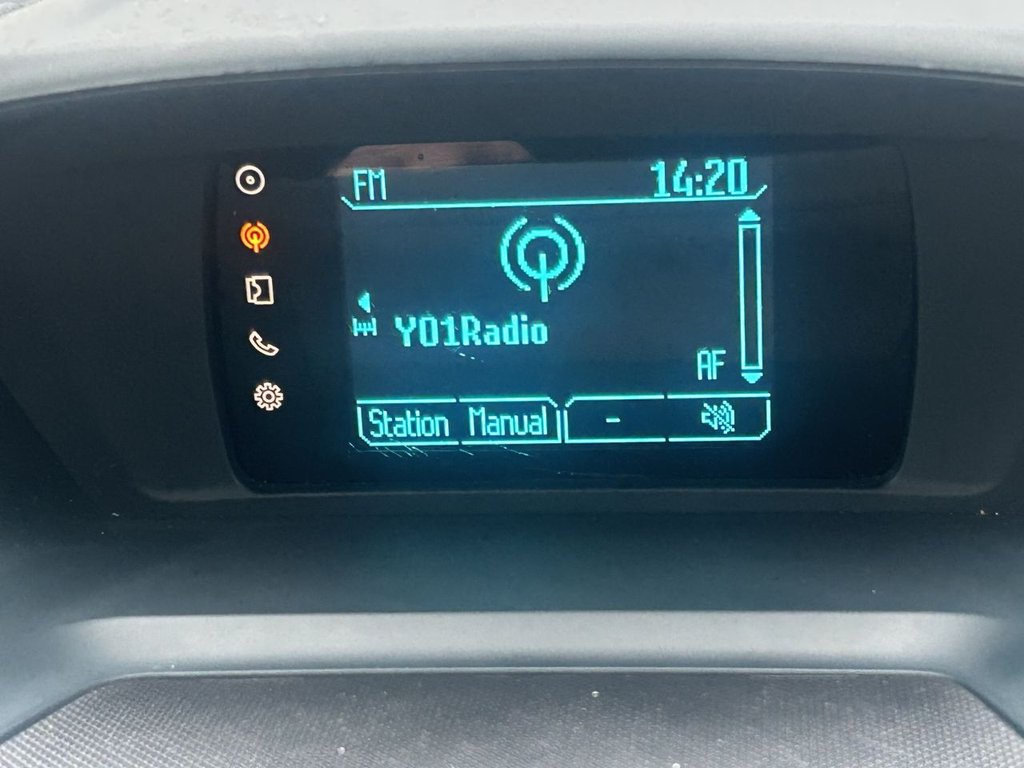 FM 14:20
Y01Radio
AF
Station Manual -